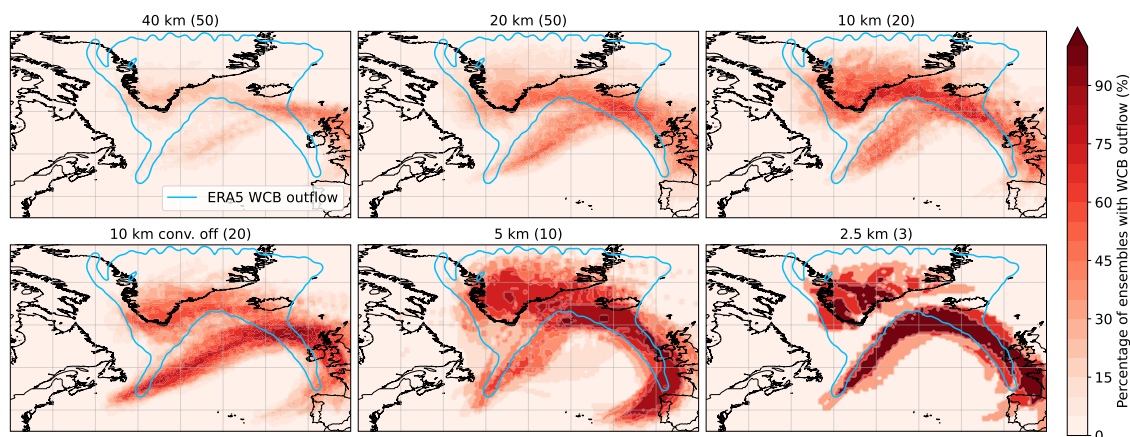 40 km (50)
20 km (50)
10 km (20)
ERA5 WCB outflow
10 km conv. off (20)
5 km (10)
2.5 km (3)
90
75
60
45
30
15
0
Percentage of ensembles with WCB outflow (%)